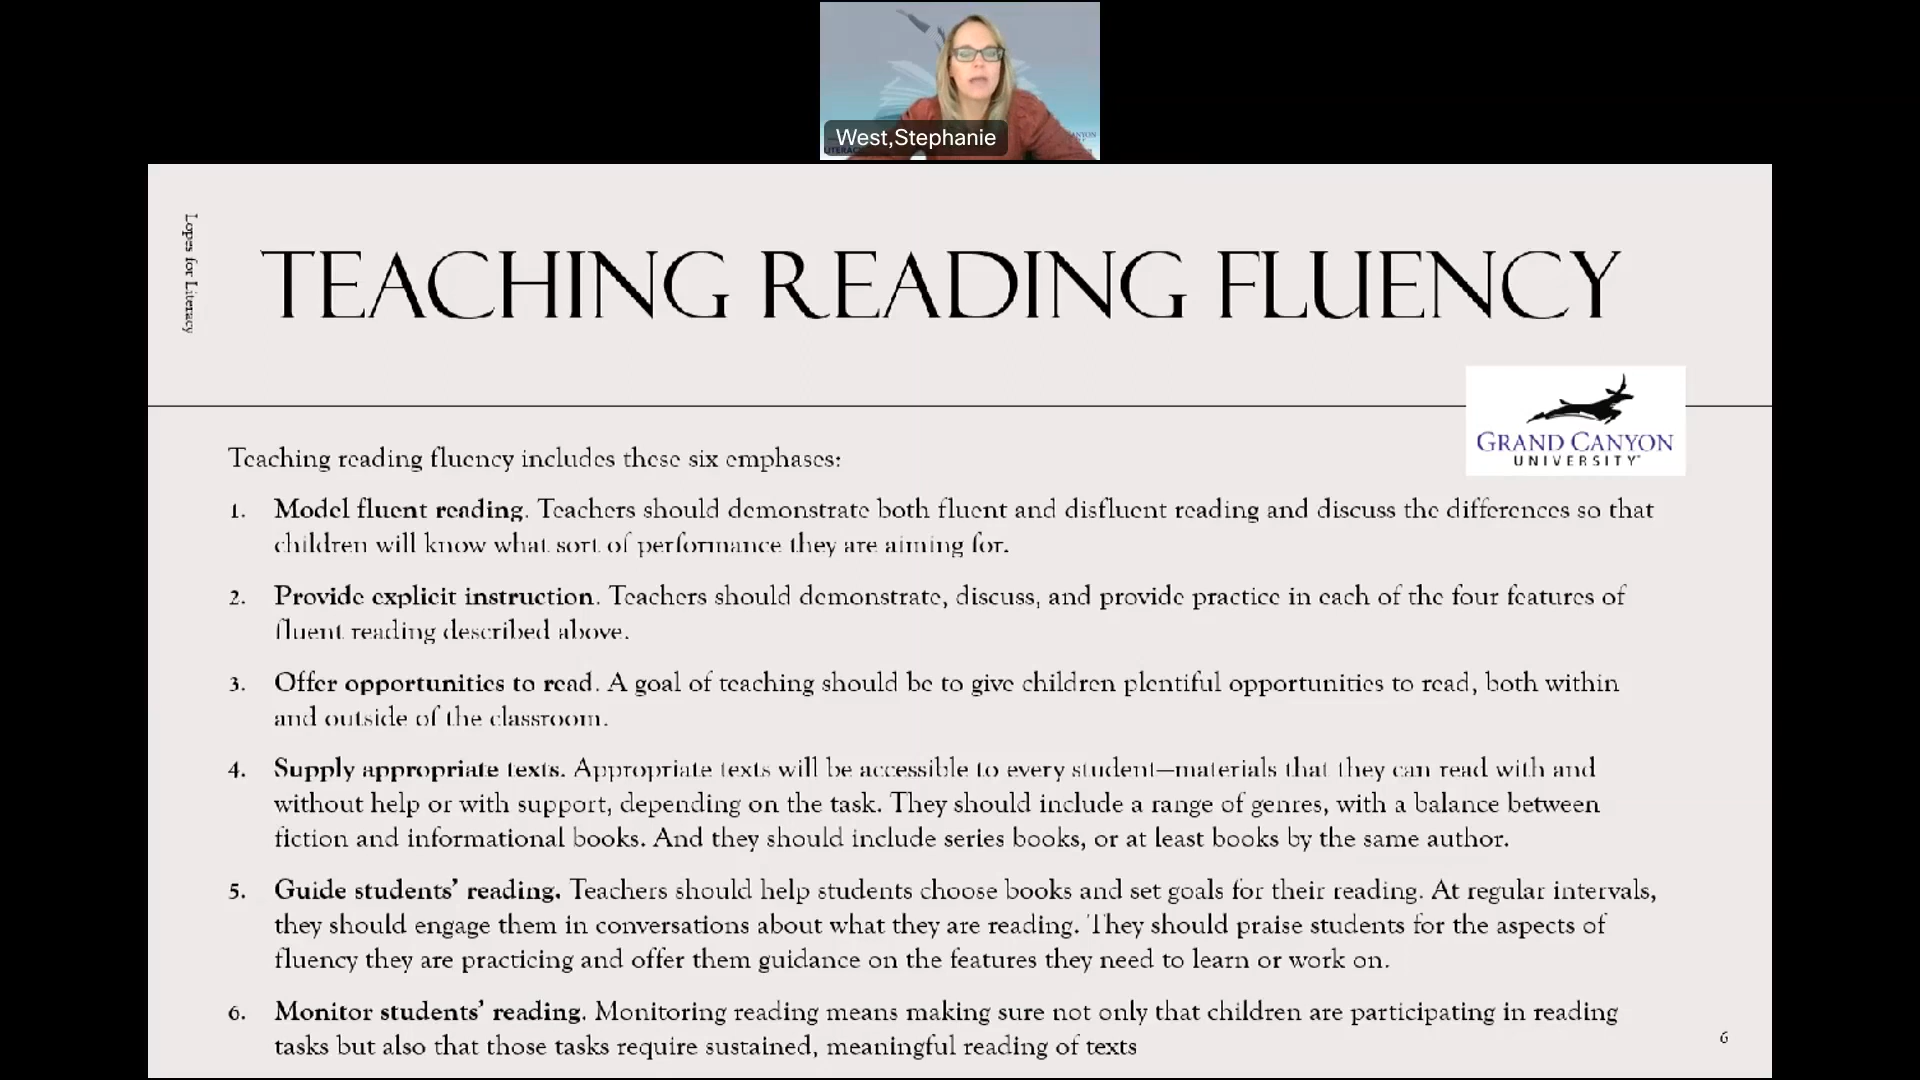 West,Stephanie
Lopes for Literacy
TEACHING READING FLUENCY
GRAND CANYON
UNIVERSITY
Teaching reading fluency includes these six emphases:
1. Model fluent reading. Teachers should demonstrate both fluent and disfluent reading and discuss the differences so that
children will know what sort of performance they are aiming for.
2. Provide explicit instruction. Teachers should demonstrate, discuss, and provide practice in each of the four features of
fluent reading described above.
3. Offer opportunities to read. A goal of teaching should be to give children plentiful opportunities to read, both within
and outside of the classroom.
4. Supply appropriate texts. Appropriate texts will be accessible to every student—materials that they can read with and
without help or with support, depending on the task. They should include a range of genres, with a balance between
fiction and informational books. And they should include series books, or at least books by the same author.
5. Guide students’ reading. Teachers should help students choose books and set goals for their reading. At regular intervals,
they should engage them in conversations about what they are reading. They should praise students for the aspects of
fluency they are practicing and offer them guidance on the features they need to learn or work on.
6. Monitor students’ reading. Monitoring reading means making sure not only that children are participating in reading
tasks but also that those tasks require sustained, meaningful reading of texts
6